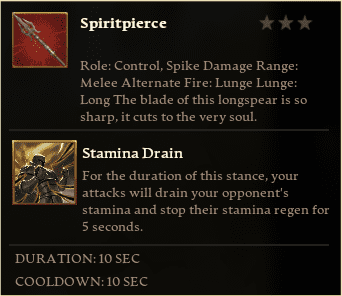 Spiritpierce
Role: Control, Spike Damage Range:
Melee Alternate Fire: Lunge Lunge:
Long The blade of this longspear is so
sharp, it cuts to the very soul.
Stamina Drain
For the duration of this stance, your
attacks will drain your opponent's
stamina and stop their stamina regen for
5 seconds.
DURATION: 10 SEC
COOLDOWN: 10 SEC